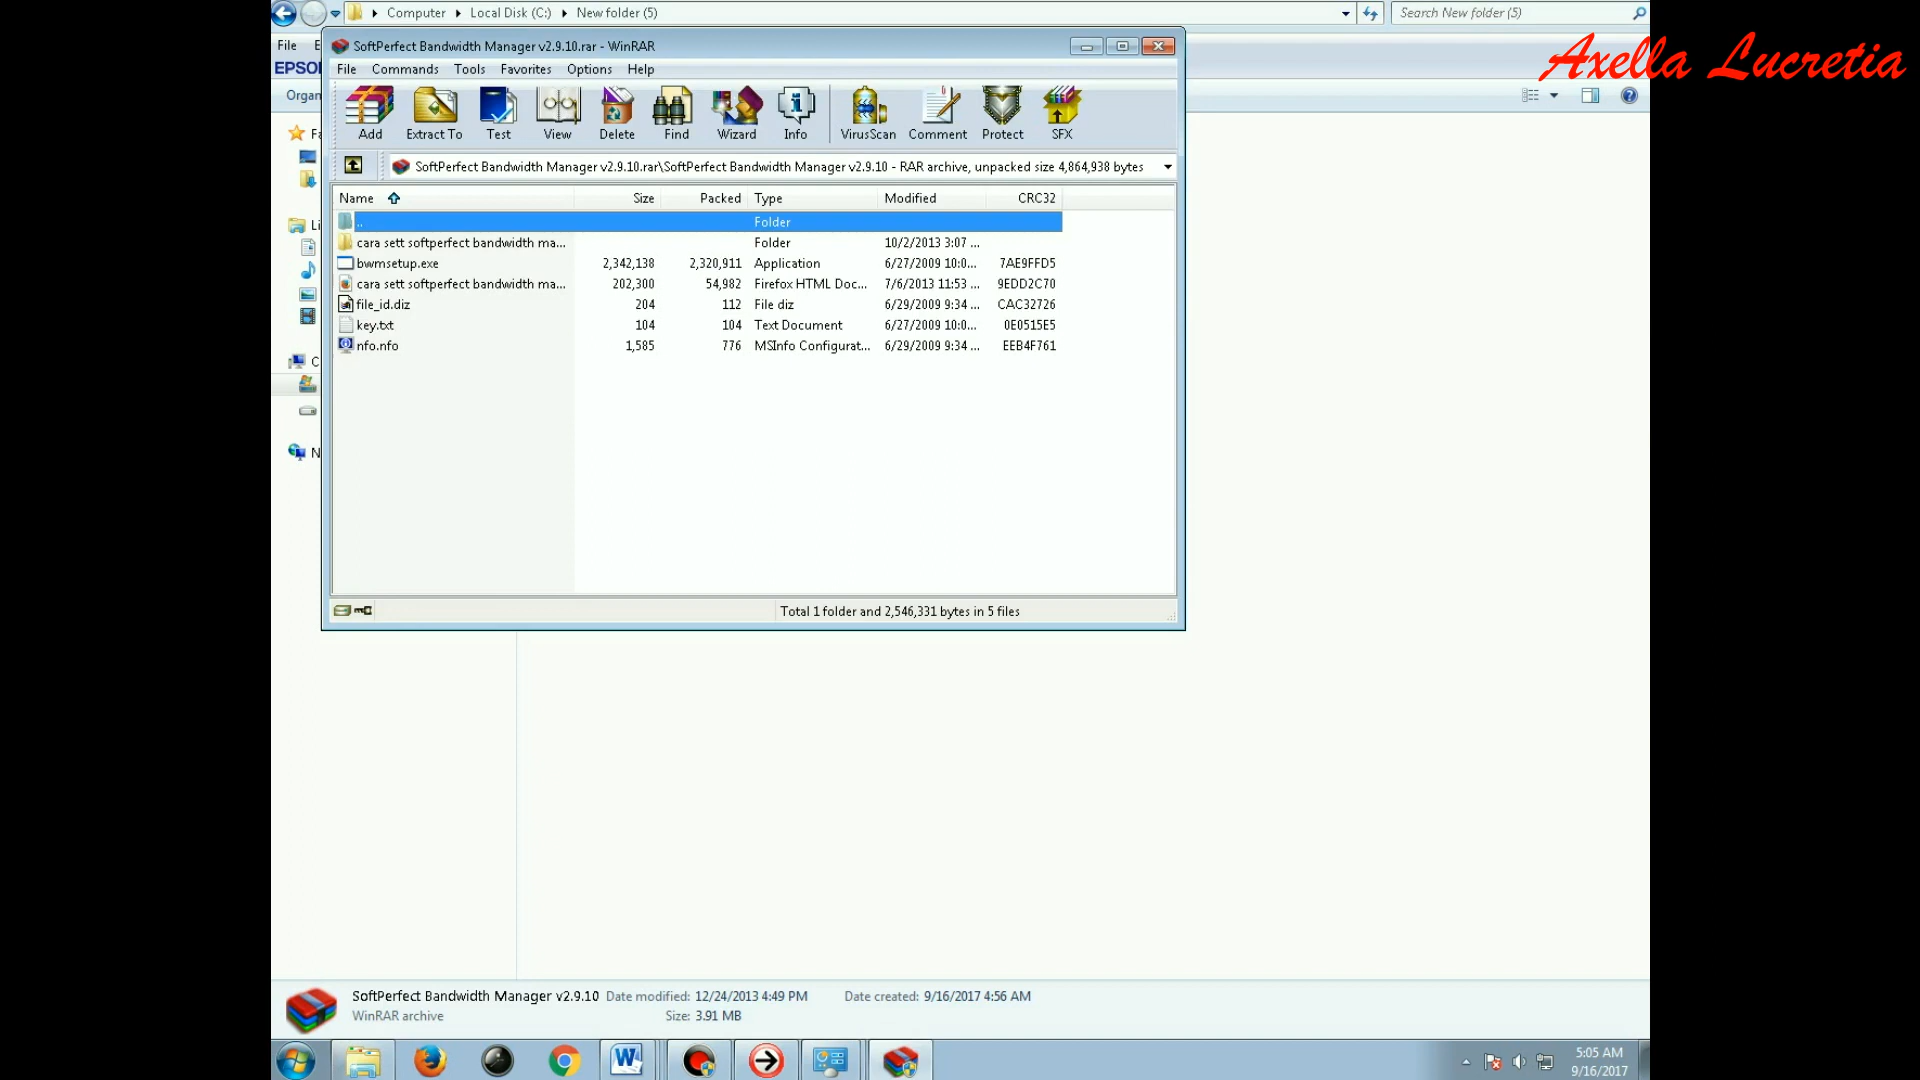 Computer Local Disk (C:) New folder (5)
Search New folder (5)
Axella Lucretia
File
EPSO
Organ
SoftPerfect Bandwidth Manager v2.9.10.rar - WinRAR
File Commands Tools Favorites Options Help
Add Extract To Test View Delete Find Wizard Info VirusScan Comment Protect SFX
SoftPerfect Bandwidth Manager v2.9.10.rar\SoftPerfect Bandwidth Manager v2.9.10 - RAR archive, unpacked size 4,864,938 bytes
Name Size Packed Type Modified CRC32
.. Folder
cara sett softperfect bandwidth ma... Folder 10/2/2013 3:07 ...
bwmsetup.exe 2,342,138 2,320,911 Application 6/27/2009 10:0... 7AE9FFD5
cara sett softperfect bandwidth ma... 202,300 54,982 Firefox HTML Doc... 7/6/2013 11:53 ... 9EDD2C70
file_id.diz 204 112 File diz 6/29/2009 9:34 ... CAC32726
key.txt 104 104 Text Document 6/27/2009 10:0... 0E0515E5
nfo.nfo 1,585 776 MSInfo Configurat... 6/29/2009 9:34 ... EEB4F761
Total 1 folder and 2,546,331 bytes in 5 files
SoftPerfect Bandwidth Manager v2.9.10 Date modified: 12/24/2013 4:49 PM Date created: 9/16/2017 4:56 AM
WinRAR archive Size: 3.91 MB
5:05 AM
9/16/2017